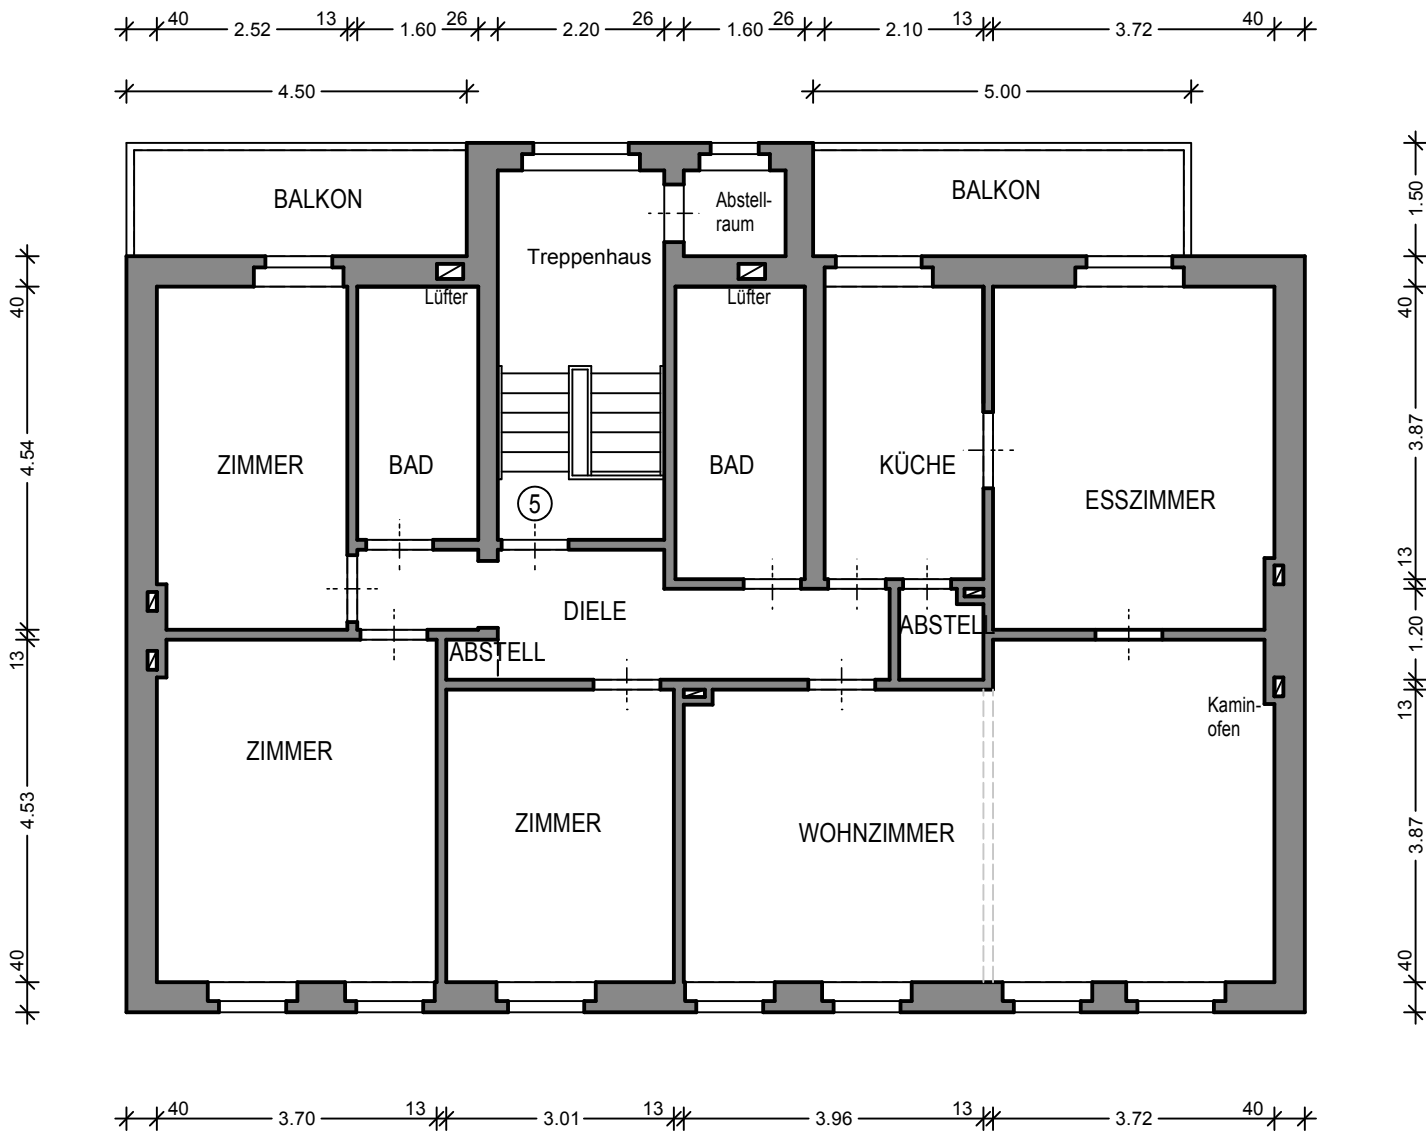 40 2.52 13 1.60 26 2.20 26 1.60 26 2.10 13 3.72 40
4.50 5.00
BALKON
BALKON
Abstell-
raum
Treppenhaus
Lüfter
Lüfter
1.50
40
4.54
13
4.53
40
40
3.87
13
1.20
13
3.87
40
ZIMMER
BAD
BAD
KÜCHE
ESSZIMMER
5
DIELE
ABSTELL
ABSTELL
Kamin-
ofen
ZIMMER
ZIMMER
WOHNZIMMER
40 3.70 13 3.01 13 3.96 13 3.72 40